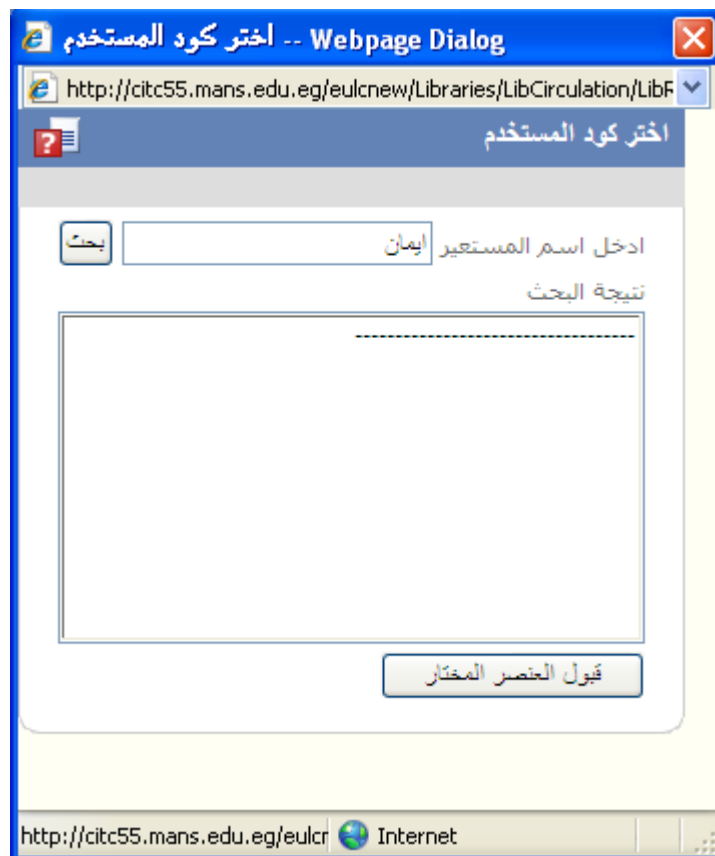 اختر كود المستخدم -- Webpage Dialog
http://citc55.mans.edu.eg/eulcnew/Libraries/LibCirculation/LibR
اختر كود المستخدم
ادخل اسم المستعير ايمان بحث
نتيجة البحث
-----------------------------------
قبول العنصر المختار
http://citc55.mans.edu.eg/eulcr Internet